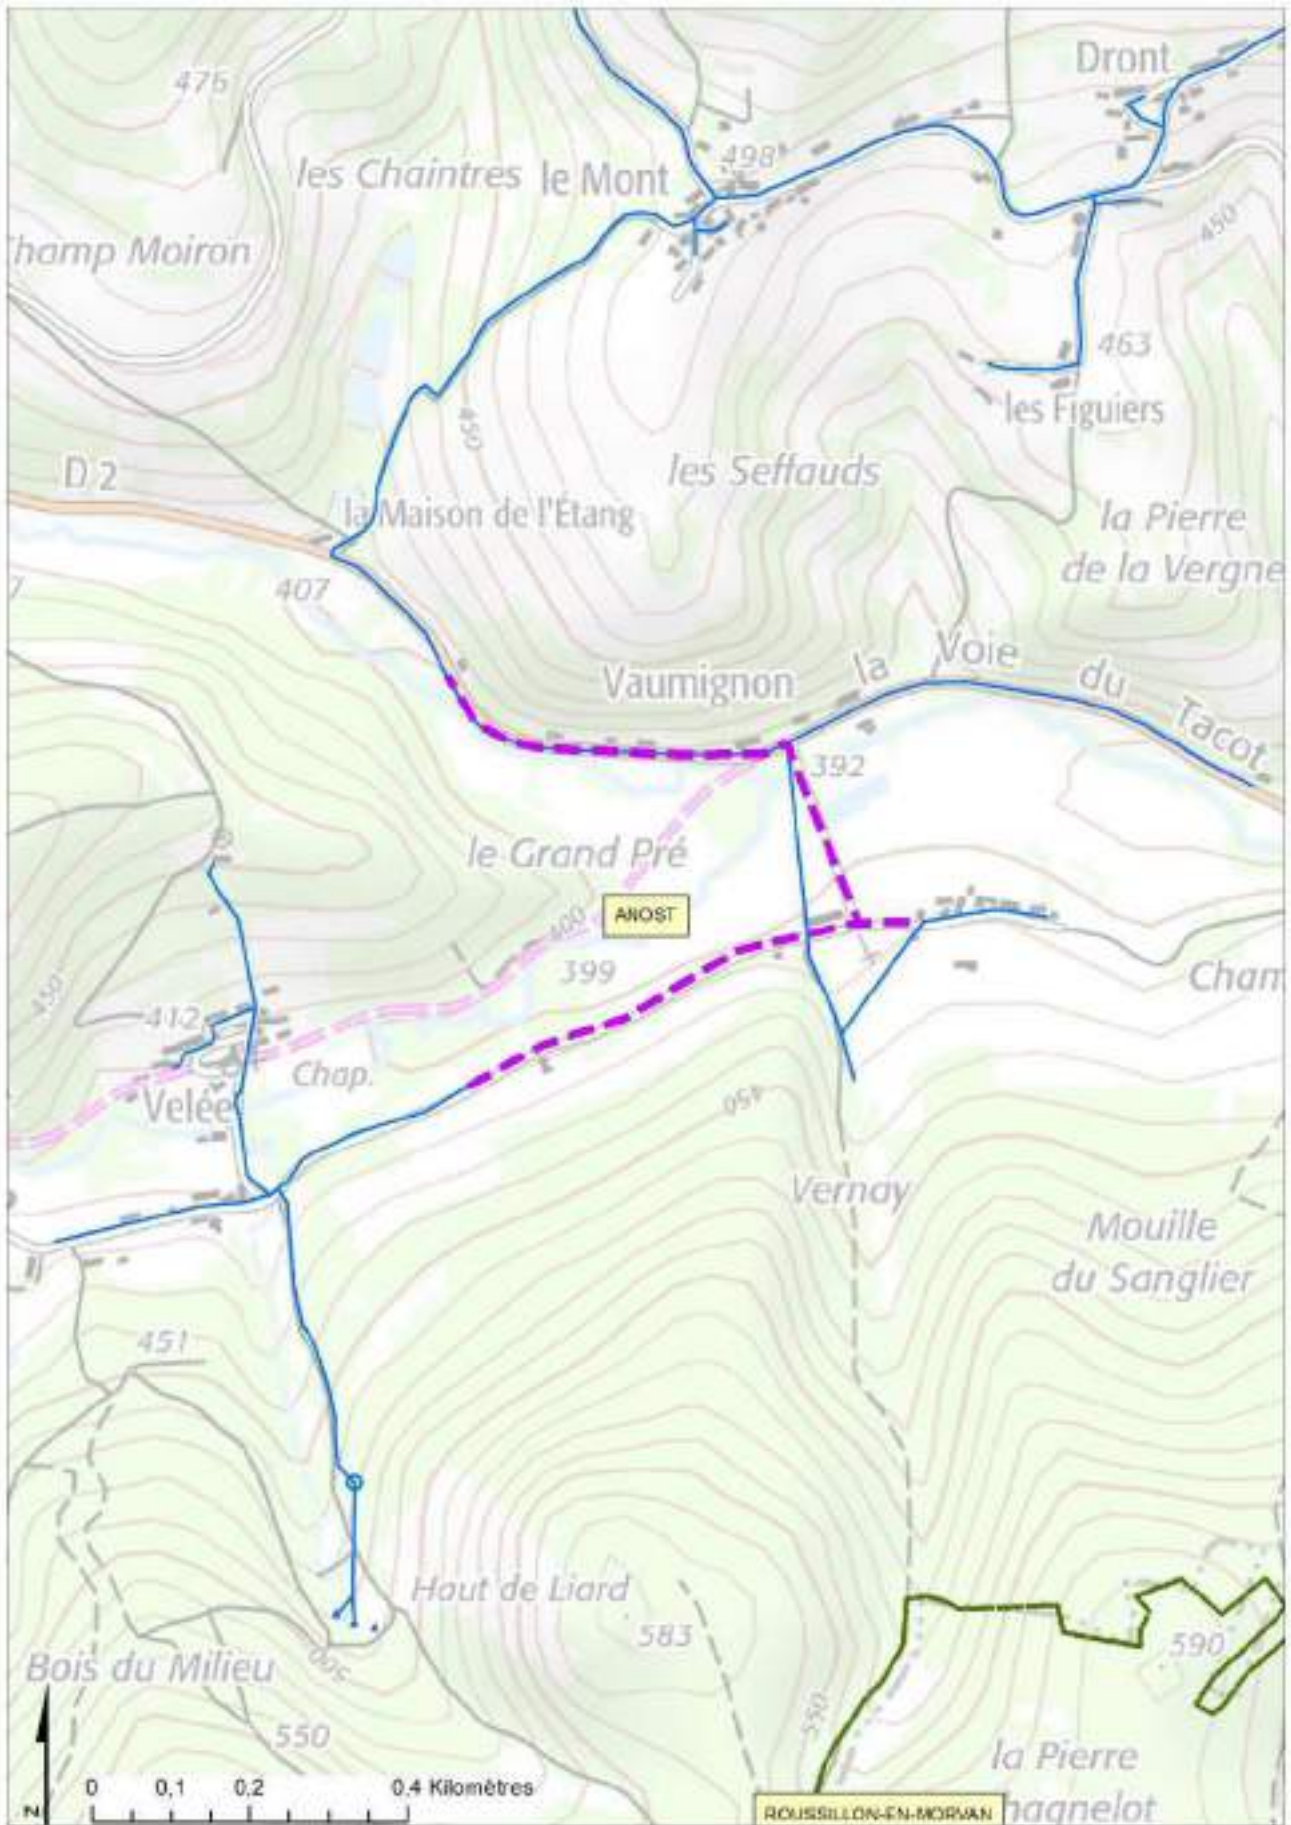 Dront
476
498
les Chaintres
le Mont
450
Champ Moiron
463
les Figuiers
450
D 2
les Seffauds
la Maison de l'Étang
la Pierre
de la Vergne
407
7
Vaumignon
la Voie du Tacot
392
le Grand Pré
ANOST
400
399
Cham
450
412
Chap.
Velée
450
Vernay
Mouille
du Sanglier
451
Haut de Liard
583
590
Bois du Milieu
500
550
550
la Pierre
hagnelot
0 0,1 0,2 0,4 Kilomètres
N
ROUSSILLON-EN-MORVAN